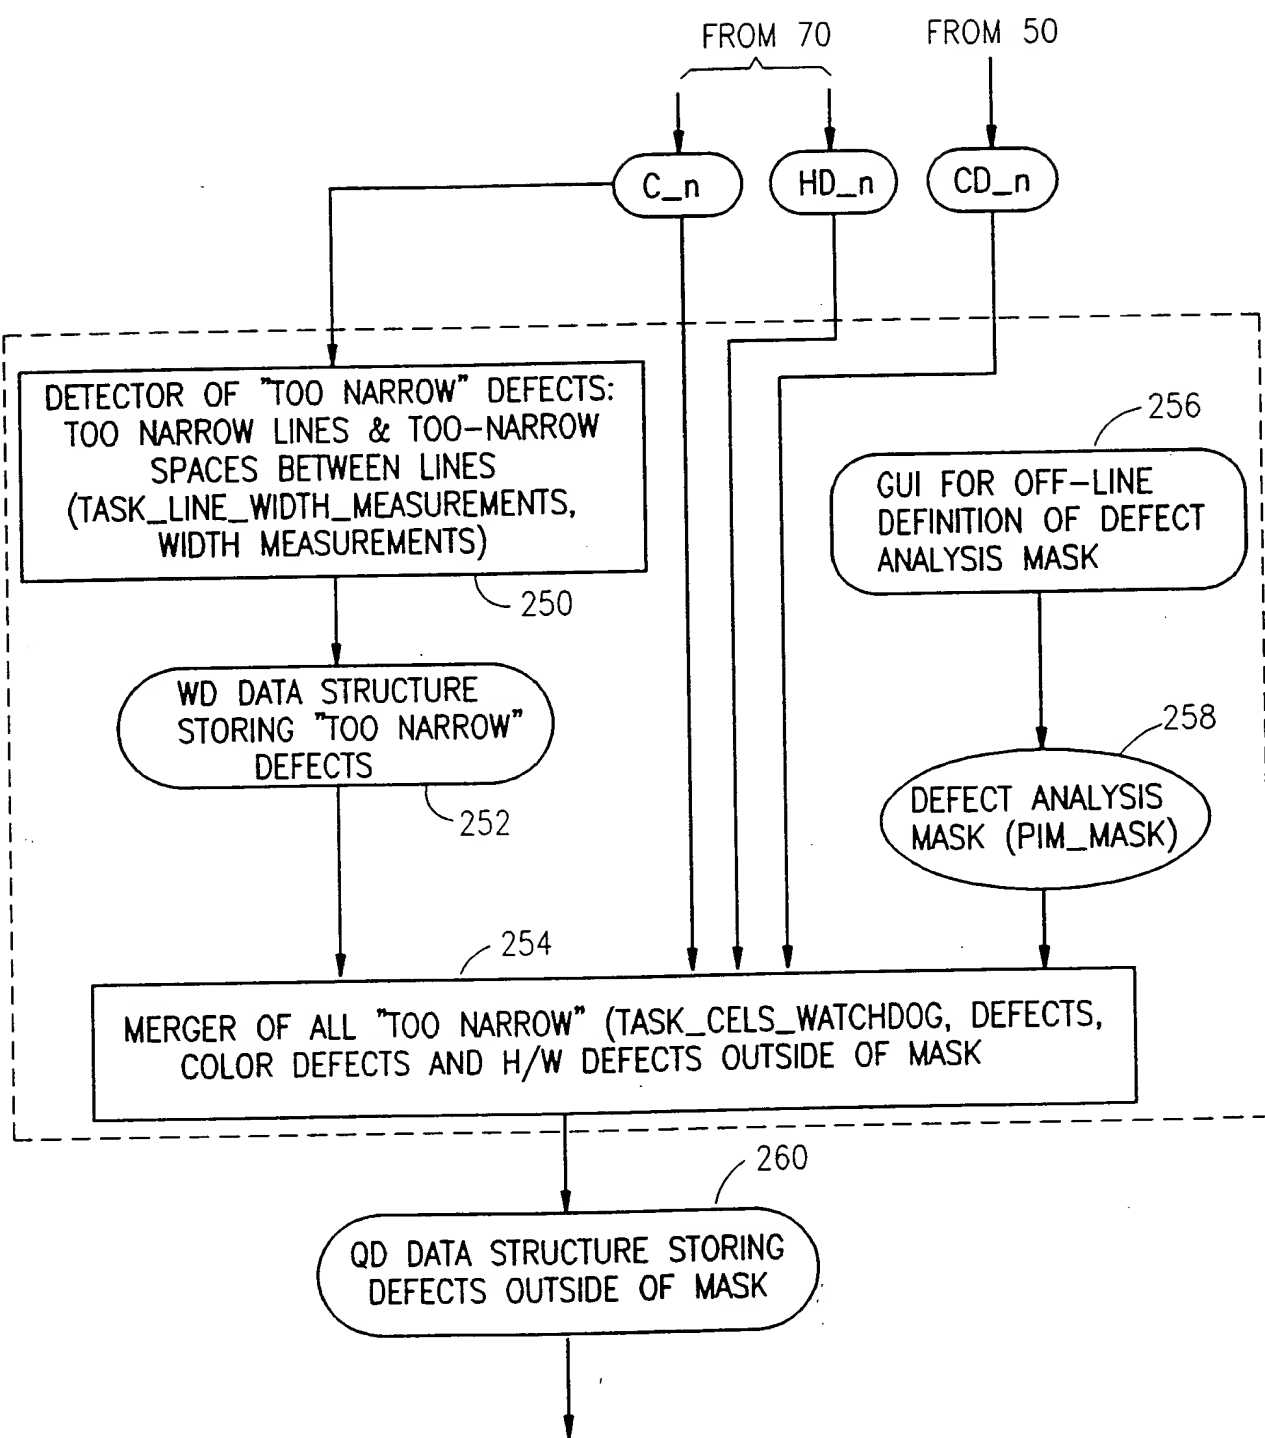 FROM 70
FROM 50
C_n
HD_n
CD_n
DETECTOR OF "TOO NARROW" DEFECTS:
TOO NARROW LINES & TOO-NARROW
SPACES BETWEEN LINES
(TASK_LINE_WIDTH_MEASUREMENTS,
WIDTH MEASUREMENTS)
250
256
GUI FOR OFF-LINE
DEFINITION OF DEFECT
ANALYSIS MASK
WD DATA STRUCTURE
STORING "TOO NARROW"
DEFECTS
252
258
DEFECT ANALYSIS
MASK (PIM_MASK)
254
MERGER OF ALL "TOO NARROW" (TASK_CELS_WATCHDOG, DEFECTS,
COLOR DEFECTS AND H/W DEFECTS OUTSIDE OF MASK
260
QD DATA STRUCTURE STORING
DEFECTS OUTSIDE OF MASK